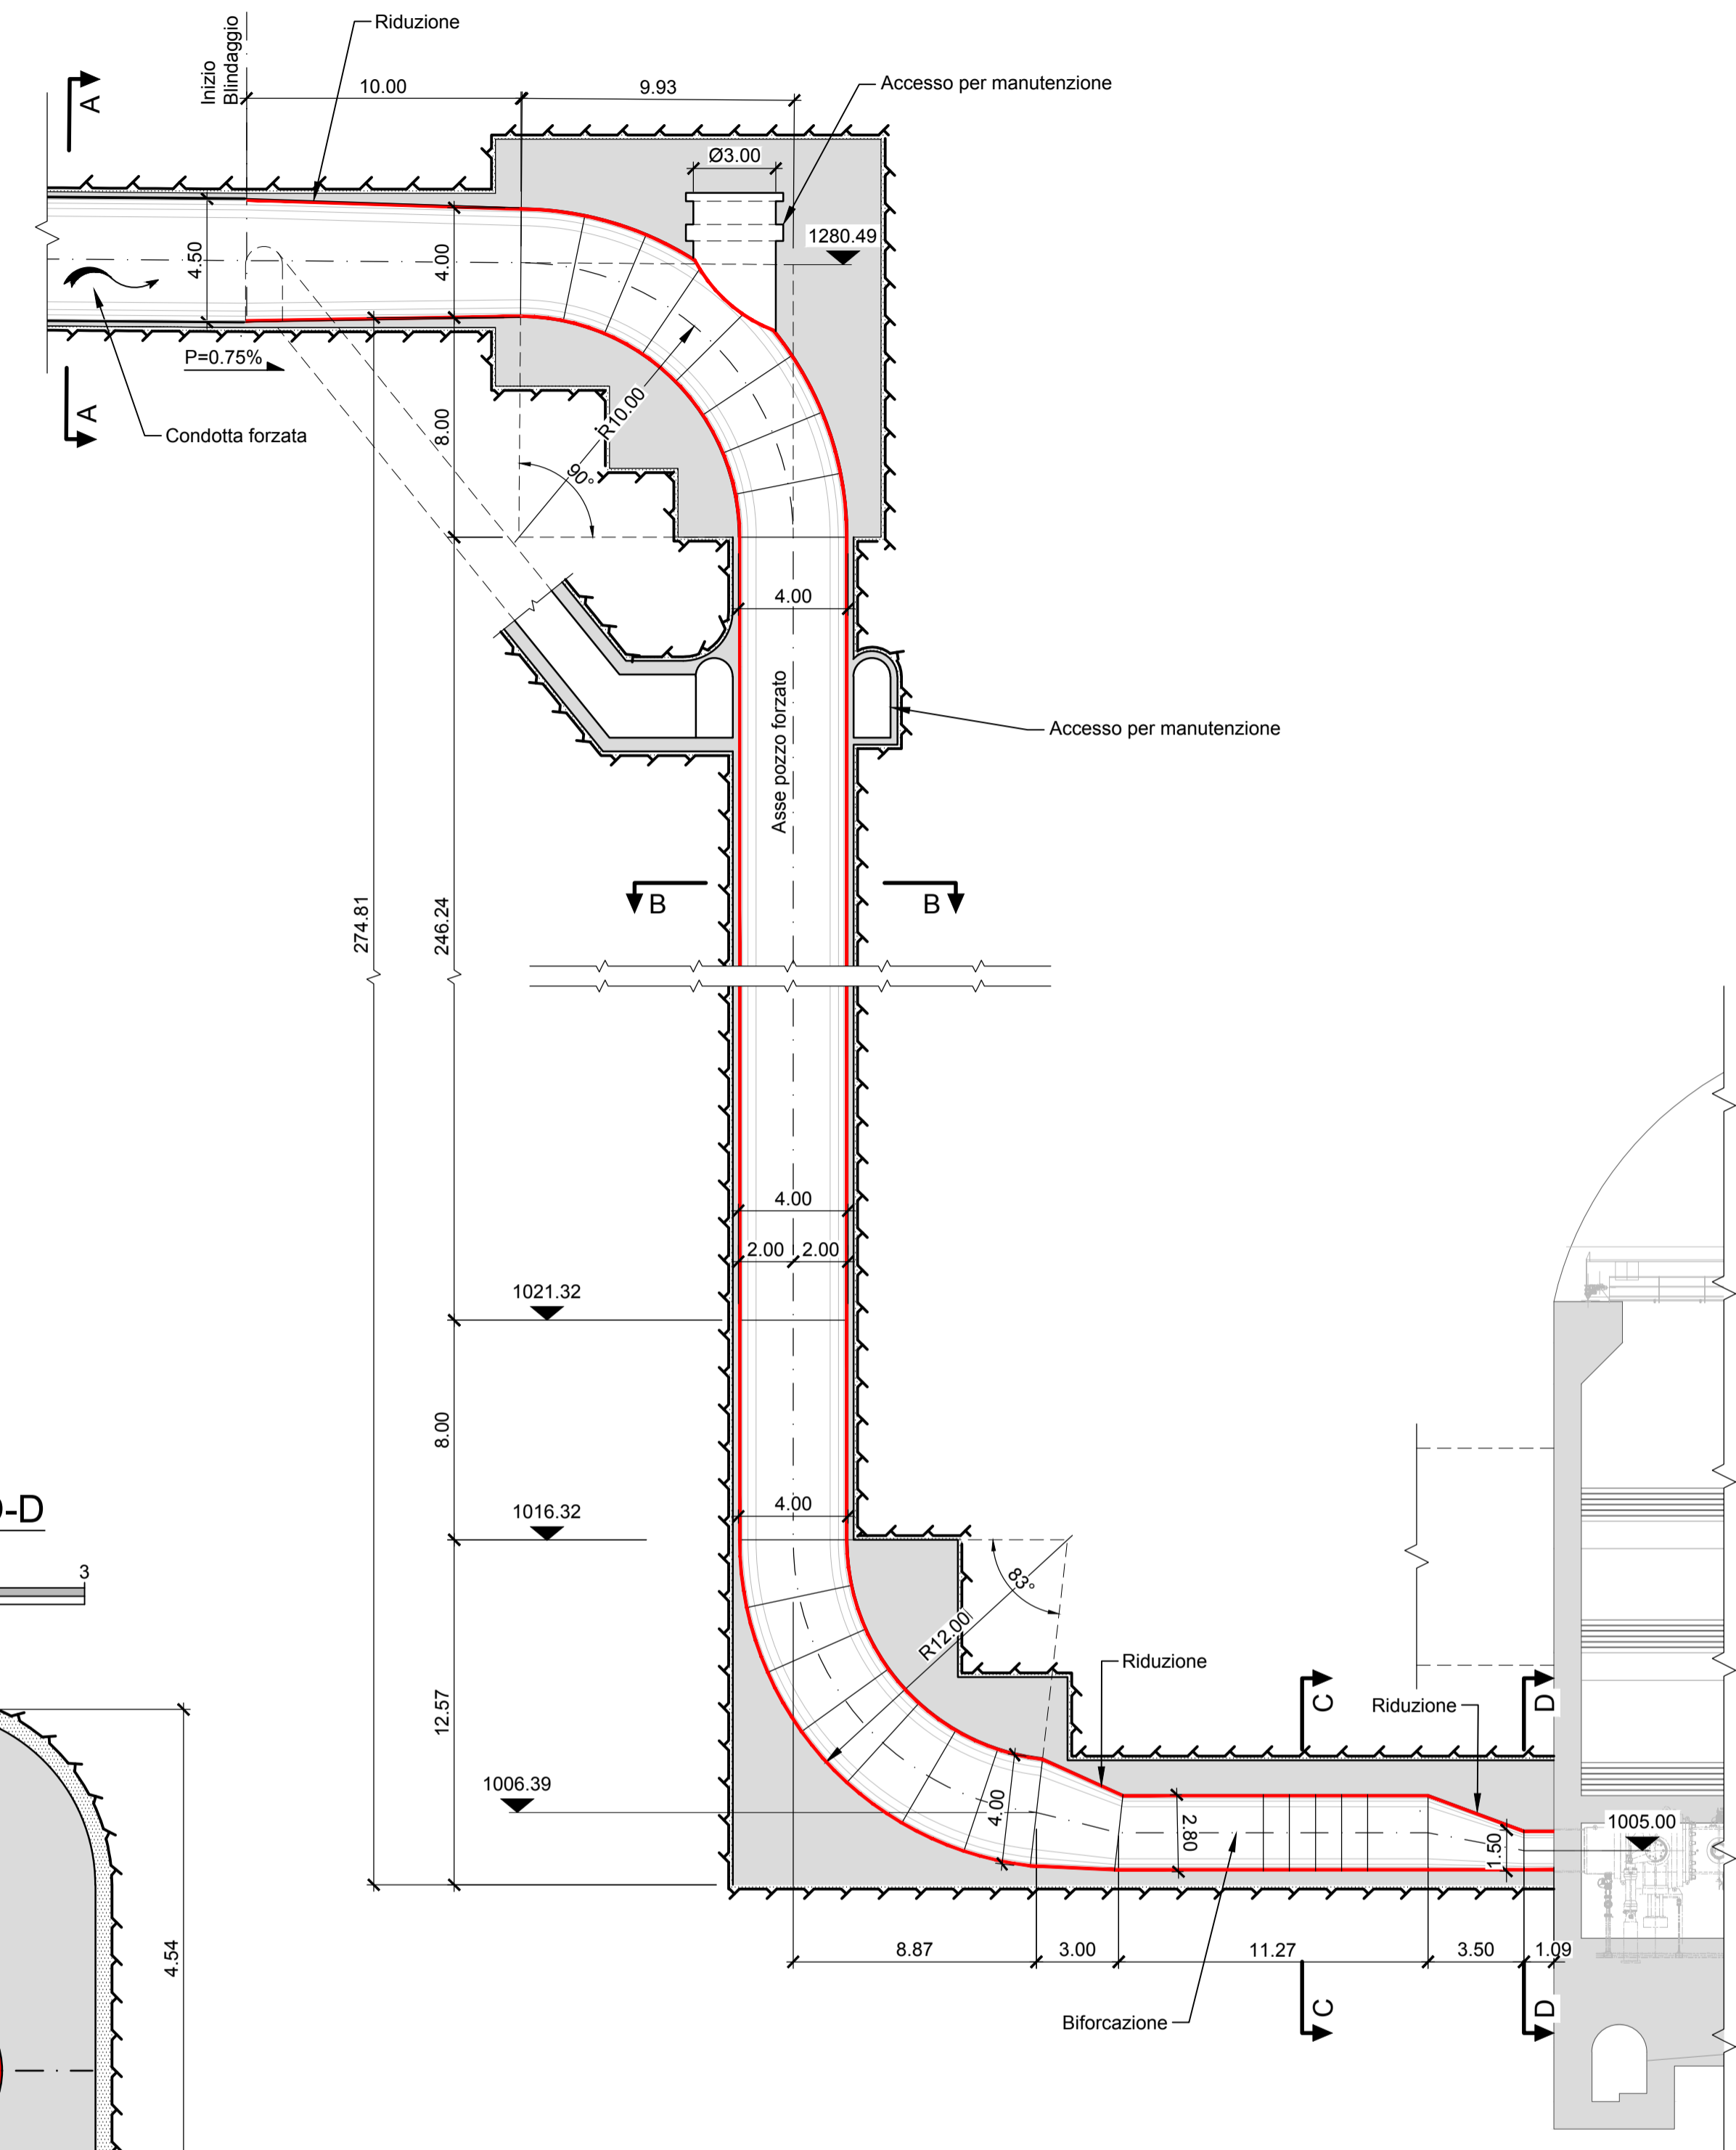 Riduzione
Inizio
Blindaggio
10.00
9.93
Accesso per manutenzione
A
Ø3.00
1280.49
4.50
4.00
P=0.75%
A
Condotta forzata
8.00
R10.00
90°
4.00
Asse pozzo forzato
Accesso per manutenzione
B
B
274.81
246.24
4.00
2.00
2.00
1021.32
8.00
D-D
3
1016.32
4.00
83°
R12.00
Riduzione
C
Riduzione
D
12.57
1006.39
4.00
2.80
1.50
1005.00
4.54
8.87
3.00
11.27
3.50
1.09
C
D
Biforcazione